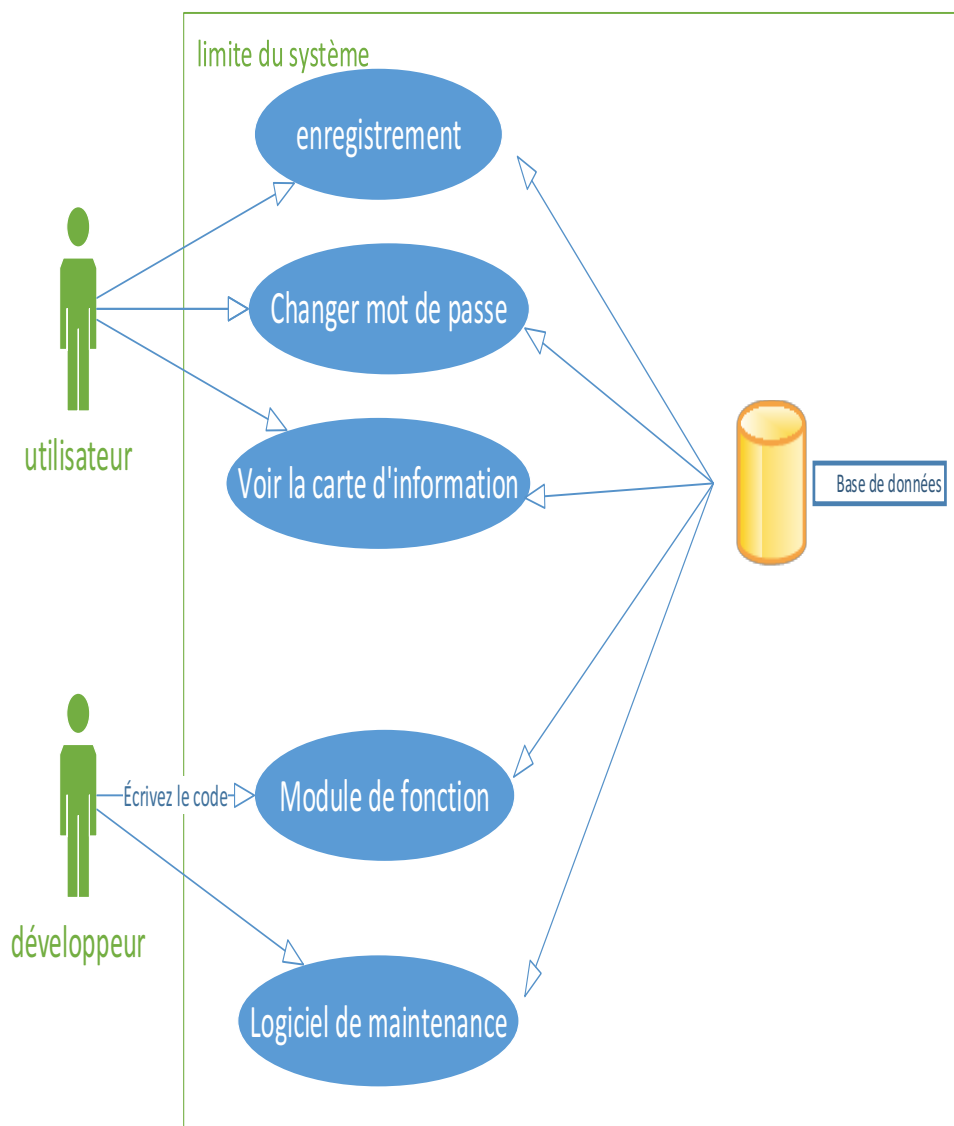 limite du système
enregistrement
Changer mot de passe
utilisateur
Voir la carte d'information
Base de données
Écrivez le code
Module de fonction
développeur
Logiciel de maintenance